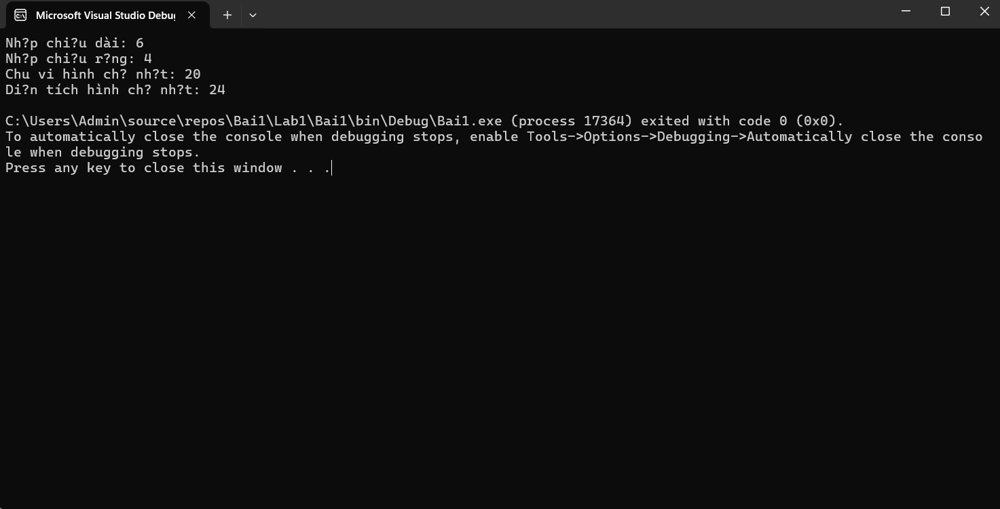 Microsoft Visual Studio Debug
Nh?p chi?u dài: 6
Nh?p chi?u r?ng: 4
Chu vi hình ch? nh?t: 20
Di?n tích hình ch? nh?t: 24
C:\Users\Admin\source\repos\Bai1\Lab1\Bai1\bin\Debug\Bai1.exe (process 17364) exited with code 0 (0x0).
To automatically close the console when debugging stops, enable Tools->Options->Debugging->Automatically close the conso
le when debugging stops.
Press any key to close this window . . .